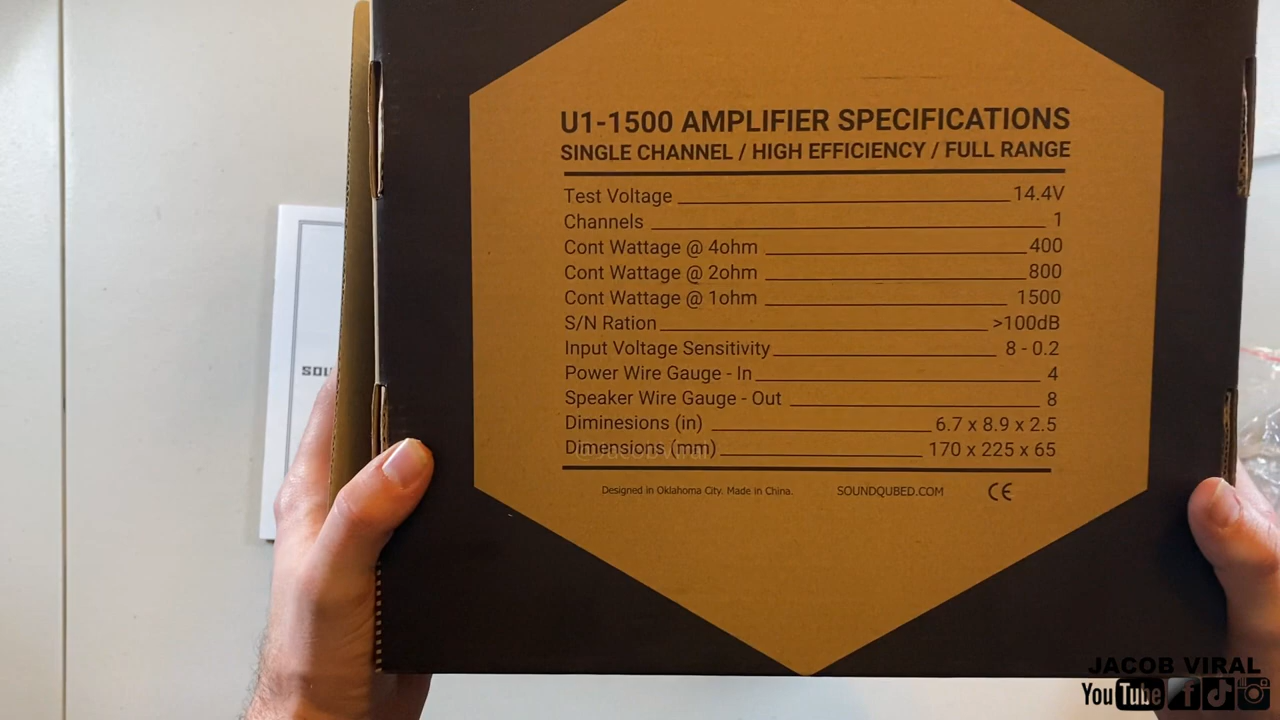 U1-1500 AMPLIFIER SPECIFICATIONS
SINGLE CHANNEL / HIGH EFFICIENCY / FULL RANGE
Test Voltage 14.4V
Channels 1
Cont Wattage @ 4ohm 400
Cont Wattage @ 2ohm 800
Cont Wattage @ 1ohm 1500
S/N Ration >100dB
Input Voltage Sensitivity 8 - 0.2
Power Wire Gauge - In 4
Speaker Wire Gauge - Out 8
Diminesions (in) 6.7 x 8.9 x 2.5
Dimensions (mm) 170 x 225 x 65
@JacobViral
Designed in Oklahoma City. Made in China. SOUNDQUBED.COM CE
SOU
JACOB VIRAL
YouTube